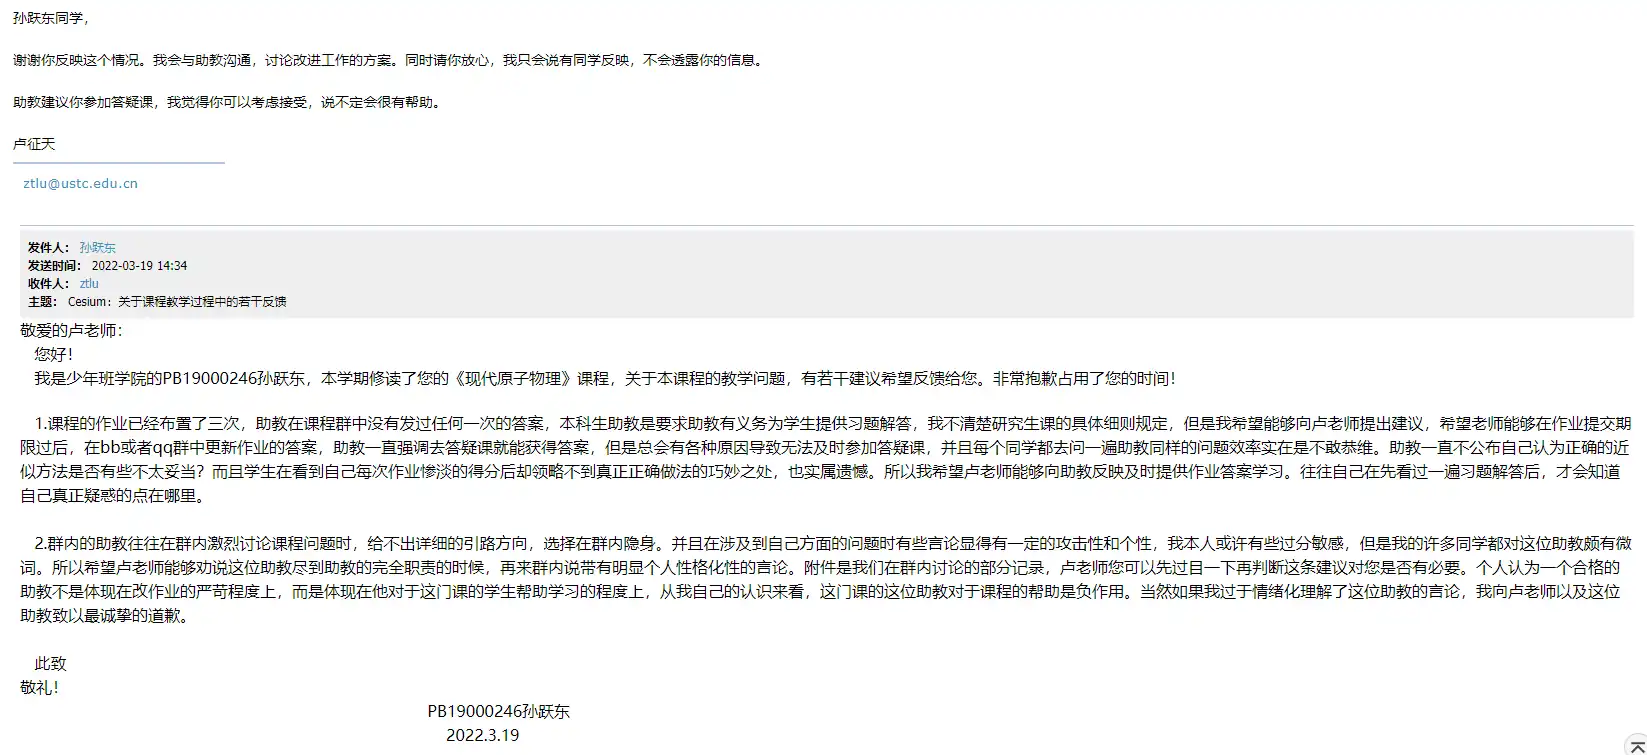 孙跃东同学，
谢谢你反映这个情况。我会与助教沟通，讨论改进工作的方案。同时请你放心，我只会说有同学反映，不会透露你的信息。
助教建议你参加答疑课，我觉得你可以考虑接受，说不定会很有帮助。
卢征天
ztlu@ustc.edu.cn
发件人： 孙跃东
发送时间： 2022-03-19 14:34
收件人： ztlu
主题： Cesium：关于课程教学过程中的若干反馈
敬爱的卢老师：
您好！
我是少年班学院的PB19000246孙跃东，本学期修读了您的《现代原子物理》课程，关于本课程的教学问题，有若干建议希望反馈给您。非常抱歉占用了您的时间！
1.课程的作业已经布置了三次，助教在课程群中没有发过任何一次的答案，本科生助教是要求助教有义务为学生提供习题解答，我不清楚研究生课的具体细则规定，但是我希望能够向卢老师提出建议，希望老师能够在作业提交期
限过后，在bb或者qq群中更新作业的答案，助教一直强调去答疑课就能获得答案，但是总会有各种原因导致无法及时参加答疑课，并且每个同学都去问一遍助教同样的问题效率实在是不敢恭维。助教一直不公布自己认为正确的近
似方法是否有些不太妥当？而且学生在看到自己每次作业惨淡的得分后却领略不到真正正确做法的巧妙之处，也实属遗憾。所以我希望卢老师能够向助教反映及时提供作业答案学习。往往自己在先看过一遍习题解答后，才会知道
自己真正疑惑的点在哪里。
2.群内的助教往往在群内激烈讨论课程问题时，给不出详细的引路方向，选择在群内隐身。并且在涉及到自己方面的问题时有些言论显得有一定的攻击性和个性，我本人或许有些过分敏感，但是我的许多同学都对这位助教颇有微
词。所以希望卢老师能够劝说这位助教尽到助教的完全职责的时候，再来群内说带有明显个人性格化性的言论。附件是我们在群内讨论的部分记录，卢老师您可以先过目一下再判断这条建议对您是否有必要。个人认为一个合格的
助教不是体现在改作业的严苛程度上，而是体现在他对于这门课的学生帮助学习的程度上，从我自己的认识来看，这门课的这位助教对于课程的帮助是负作用。当然如果我过于情绪化理解了这位助教的言论，我向卢老师以及这位
助教致以最诚挚的道歉。
此致
敬礼！
PB19000246孙跃东
2022.3.19